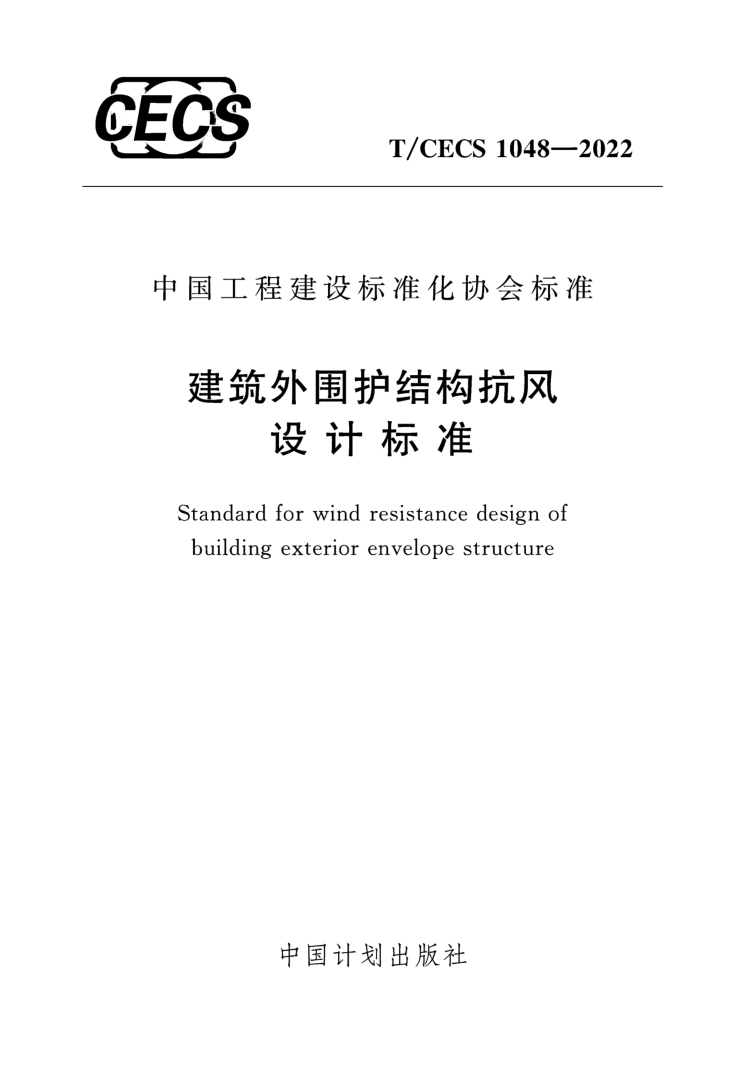 CECS
T/CECS 1048—2022
中国工程建设标准化协会标准
建筑外围护结构抗风
设计标准
Standard for wind resistance design of
building exterior envelope structure
中国计划出版社